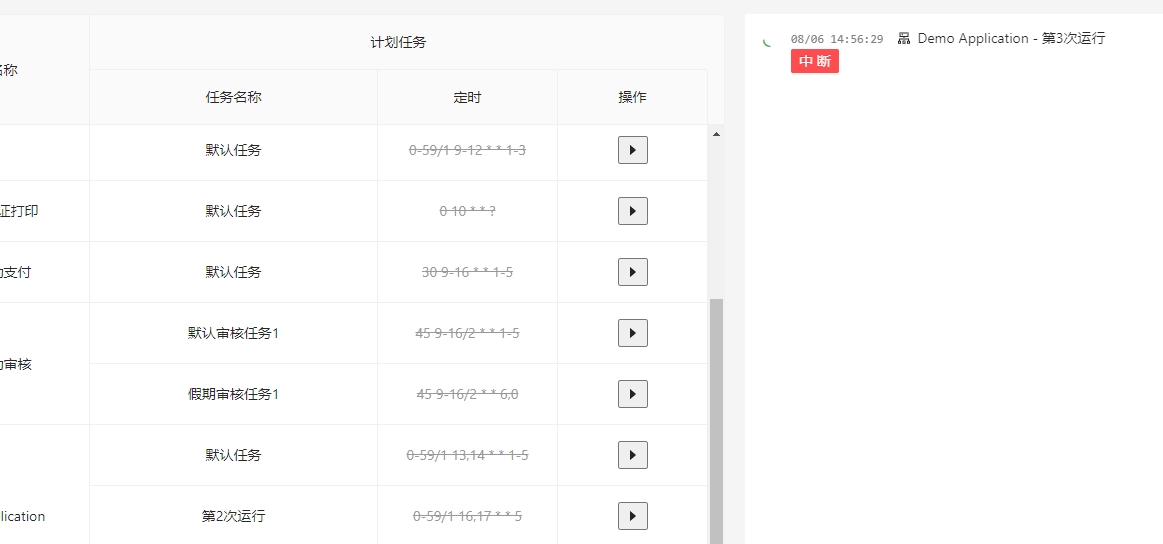 计划任务
名称
任务名称 定时 操作
默认任务 0-59/1 9-12 * * 1-3
证打印 默认任务 0 10 * * ?
支付 默认任务 30 9-16 * * 1-5
默认审核任务1 45 9-16/2 * * 1-5
审核
假期审核任务1 45 9-16/2 * * 6,0
默认任务 0-59/1 13,14 * * 1-5
lication 第2次运行 0-59/1 16,17 * * 5
08/06 14:56:29 Demo Application - 第3次运行
中断